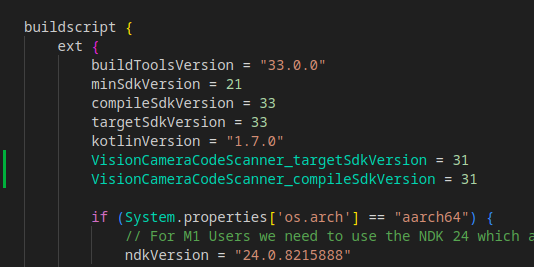 buildscript {
ext {
buildToolsVersion = "33.0.0"
minSdkVersion = 21
compileSdkVersion = 33
targetSdkVersion = 33
kotlinVersion = "1.7.0"
VisionCameraCodeScanner_targetSdkVersion = 31
VisionCameraCodeScanner_compileSdkVersion = 31
if (System.properties['os.arch'] == "aarch64") {
// For M1 Users we need to use the NDK 24 which a
ndkVersion = "24.0.8215888"